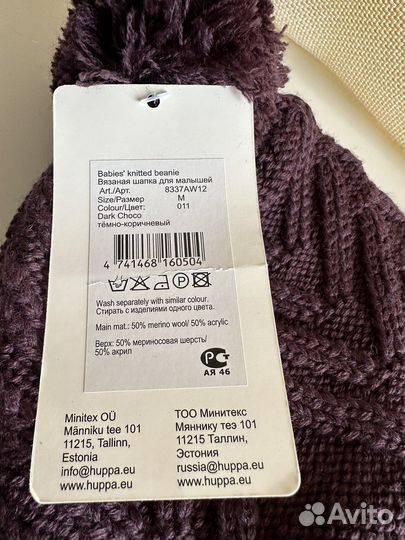 Babies' knitted beanie
Вязаная шапка для малышей
Art./Арт. 8337AW12
Size/Размер M
Colour/Цвет: 011
Dark Choco
тёмно-коричневый
4 741468 160504
Wash separately with similar colour.
Стирать с изделиями одного цвета.
Main mat.: 50% merino wool/ 50% acrylic
Верх: 50% мериносовая шерсть/
50% акрил
РСТ
АЯ 46
Minitex OÜ
Männiku tee 101
11215, Tallinn,
Estonia
info@huppa.eu
www.huppa.eu
ТОО Минитекс
Мяннику теэ 101
11215 Таллин,
Эстония
russia@huppa.eu
www.huppa.eu
Avito